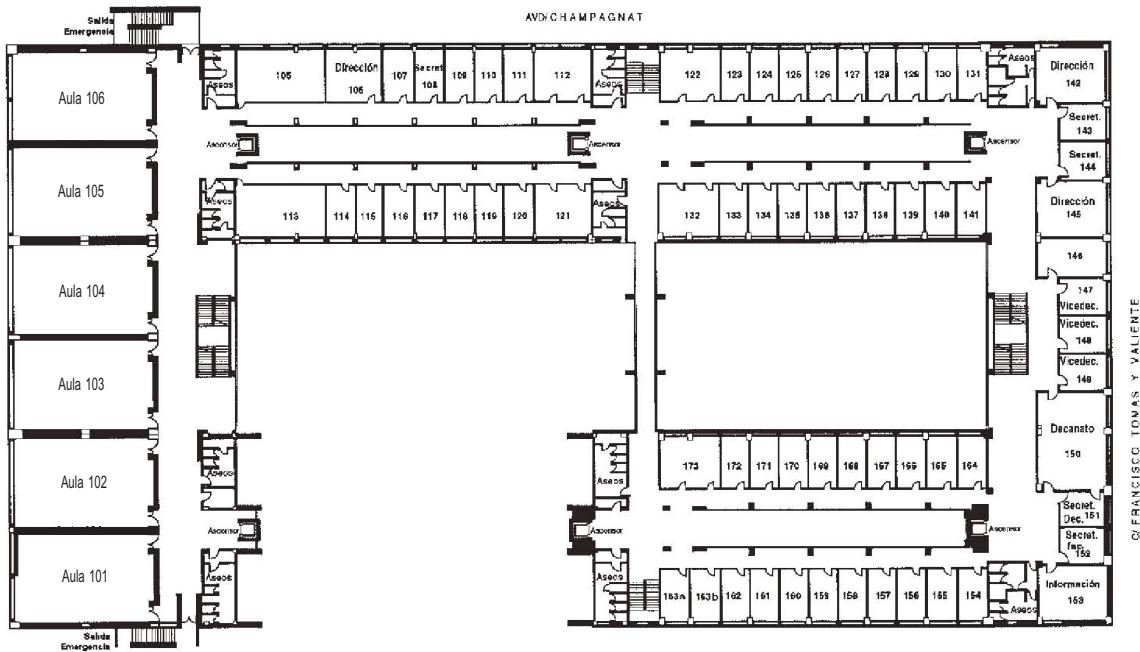 AVD/CHAMPAGNAT
Salida
Emergencia
Aula 106
Aula 105
Aula 104
Aula 103
Aula 102
Aula 101
Salida
Emergencia
Aseos
105
Dirección
106
107
Secret
108
109
110
111
112
Aseos
122
123
124
125
126
127
128
129
130
131
Aseos
Dirección
142
Ascensor
Ascensor
Ascensor
Secret.
143
Secret.
144
Aseos
113
114
115
116
117
118
119
120
121
Aseos
132
133
134
135
136
137
138
139
140
141
Dirección
145
146
147
Vicedec.
Vicedec.
148
Vicedec.
149
Decanato
150
Aseos
Aseos
173
172
171
170
169
168
167
166
165
164
Ascensor
Ascensor
Ascensor
Secret.
Dec. 151
Secret.
152
Aseos
Aseos
163a
163b
162
161
160
159
158
157
156
155
154
Aseos
Información
153
C/ FRANCISCO TOMAS Y VALIENTE